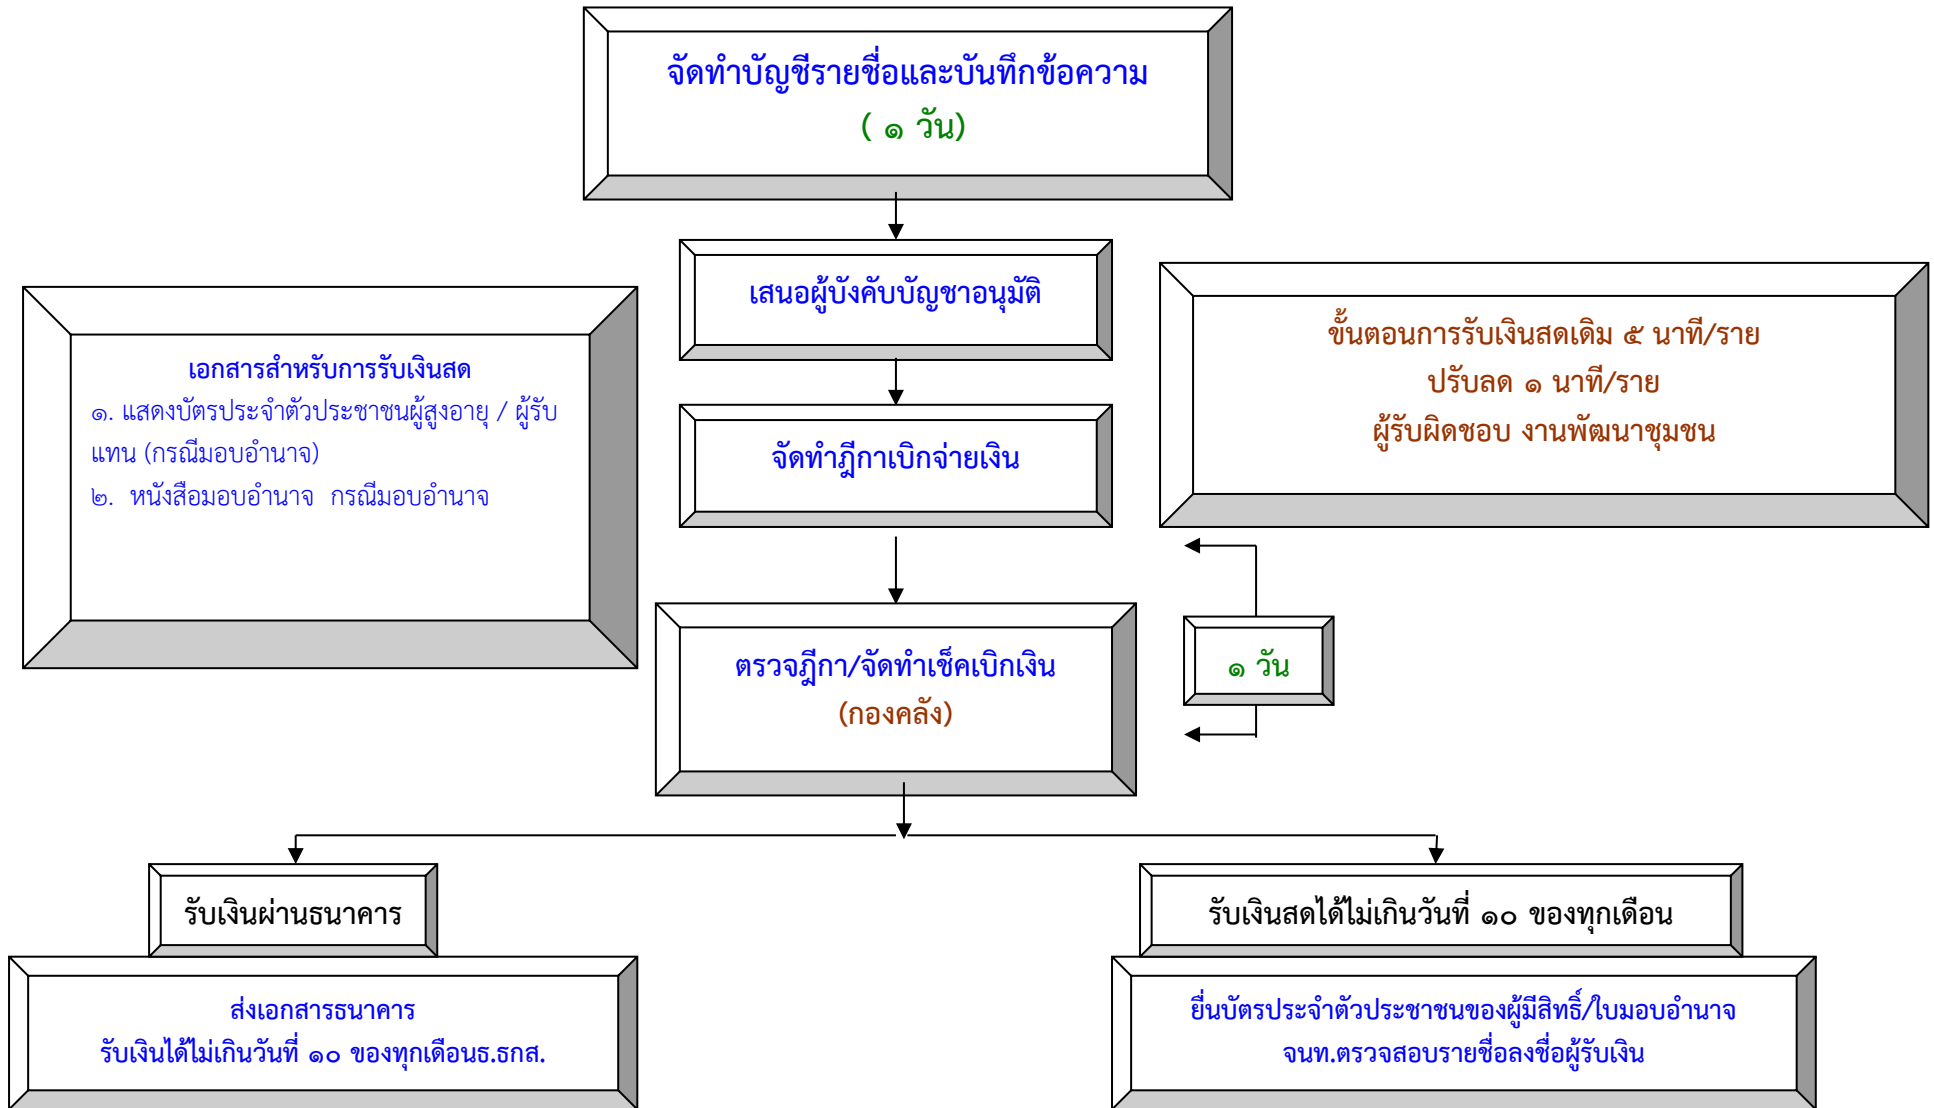 จัดทำบัญชีรายชื่อและบันทึกข้อความ
( ๑ วัน)
เสนอผู้บังคับบัญชาอนุมัติ
เอกสารสำหรับการรับเงินสด
๑. แสดงบัตรประจำตัวประชาชนผู้สูงอายุ / ผู้รับ
แทน (กรณีมอบอำนาจ)
๒. หนังสือมอบอำนาจ กรณีมอบอำนาจ
ขั้นตอนการรับเงินสดเดิม ๕ นาที/ราย
ปรับลด ๑ นาที/ราย
ผู้รับผิดชอบ งานพัฒนาชุมชน
จัดทำฎีกาเบิกจ่ายเงิน
ตรวจฎีกา/จัดทำเช็คเบิกเงิน
(กองคลัง)
๑ วัน
รับเงินผ่านธนาคาร
ส่งเอกสารธนาคาร
รับเงินได้ไม่เกินวันที่ ๑๐ ของทุกเดือนธ.ธกส.
รับเงินสดได้ไม่เกินวันที่ ๑๐ ของทุกเดือน
ยื่นบัตรประจำตัวประชาชนของผู้มีสิทธิ์/ใบมอบอำนาจ
จนท.ตรวจสอบรายชื่อลงชื่อผู้รับเงิน